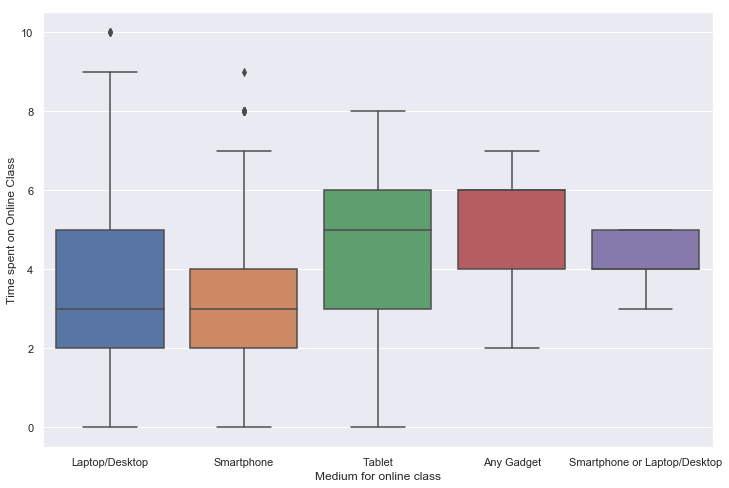 10
8
6
4
2
0
Time spent on Online Class
Laptop/Desktop Smartphone Tablet Any Gadget Smartphone or Laptop/Desktop
Medium for online class